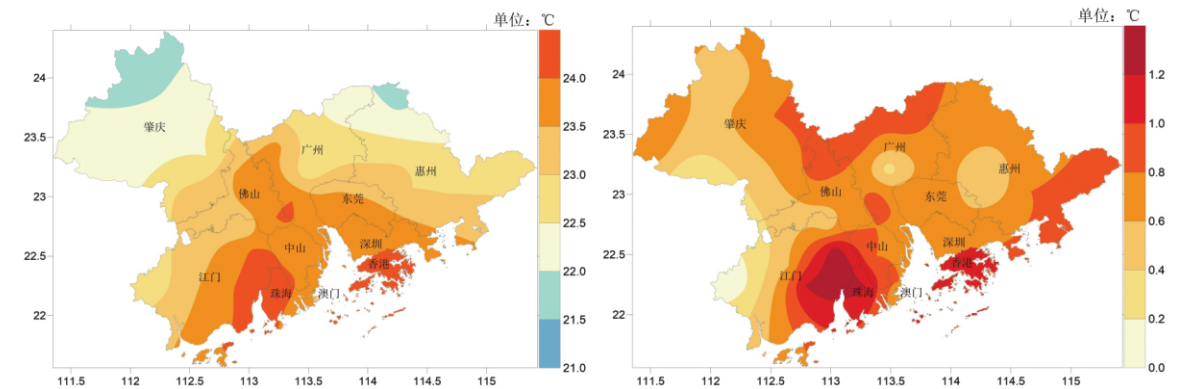 单位：℃
24
23.5
23
22.5
22
肇庆
广州
惠州
佛山
东莞
中山
深圳
香港
江门
珠海
澳门
24.0
23.5
23.0
22.5
22.0
21.5
21.0
111.5 112 112.5 113 113.5 114 114.5 115
单位：℃
24
23.5
23
22.5
22
肇庆
广州
惠州
佛山
东莞
中山
深圳
香港
江门
珠海
澳门
1.2
1.0
0.8
0.6
0.4
0.2
0.0
111.5 112 112.5 113 113.5 114 114.5 115